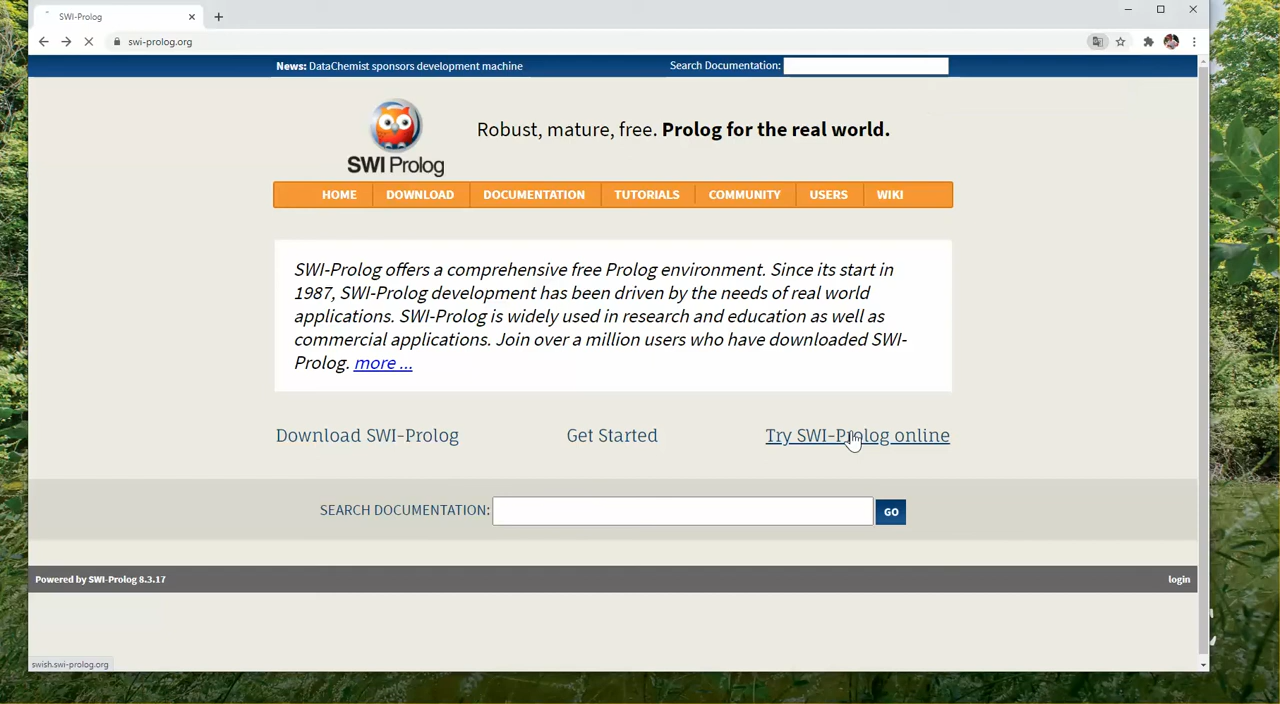 SWI-Prolog
swi-prolog.org
News: DataChemist sponsors development machine
Search Documentation:
SWI Prolog
Robust, mature, free. Prolog for the real world.
HOME DOWNLOAD DOCUMENTATION TUTORIALS COMMUNITY USERS WIKI
SWI-Prolog offers a comprehensive free Prolog environment. Since its start in
1987, SWI-Prolog development has been driven by the needs of real world
applications. SWI-Prolog is widely used in research and education as well as
commercial applications. Join over a million users who have downloaded SWI-
Prolog. more ...
Download SWI-Prolog Get Started Try SWI-Prolog online
SEARCH DOCUMENTATION: GO
Powered by SWI-Prolog 8.3.17 login
swish.swi-prolog.org